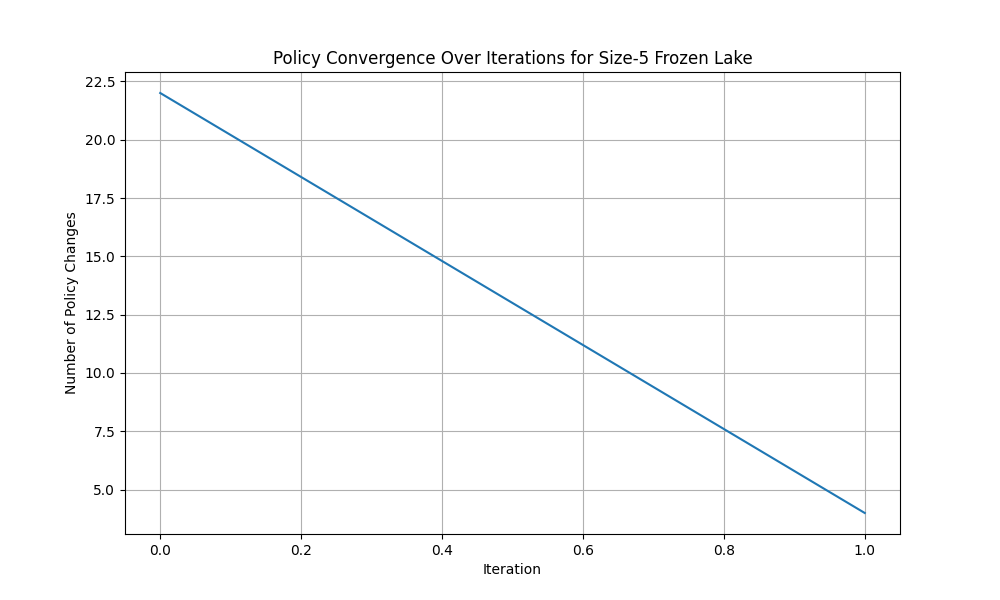 Policy Convergence Over Iterations for Size-5 Frozen Lake
Number of Policy Changes
22.5
20.0
17.5
15.0
12.5
10.0
7.5
5.0
0.0 0.2 0.4 0.6 0.8 1.0
Iteration